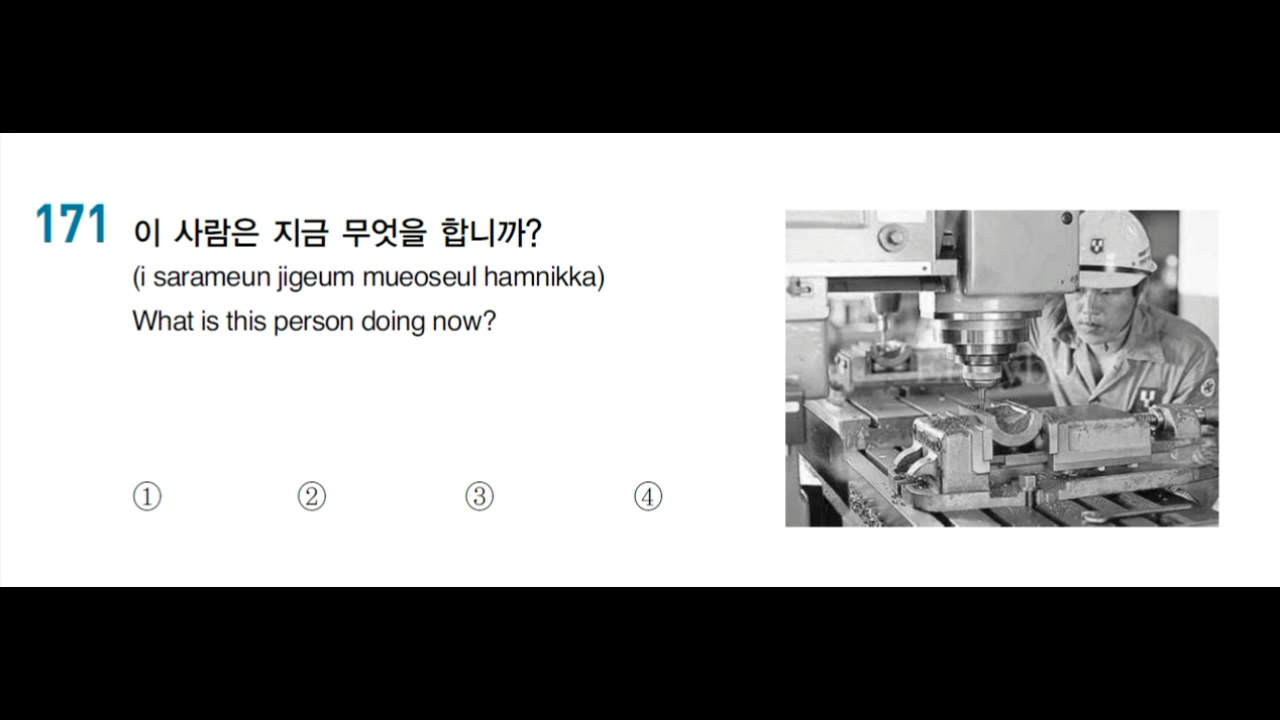 171 이 사람은 지금 무엇을 합니까?
(i sarameun jigeum mueoseul hamnikka)
What is this person doing now?
① ② ③ ④